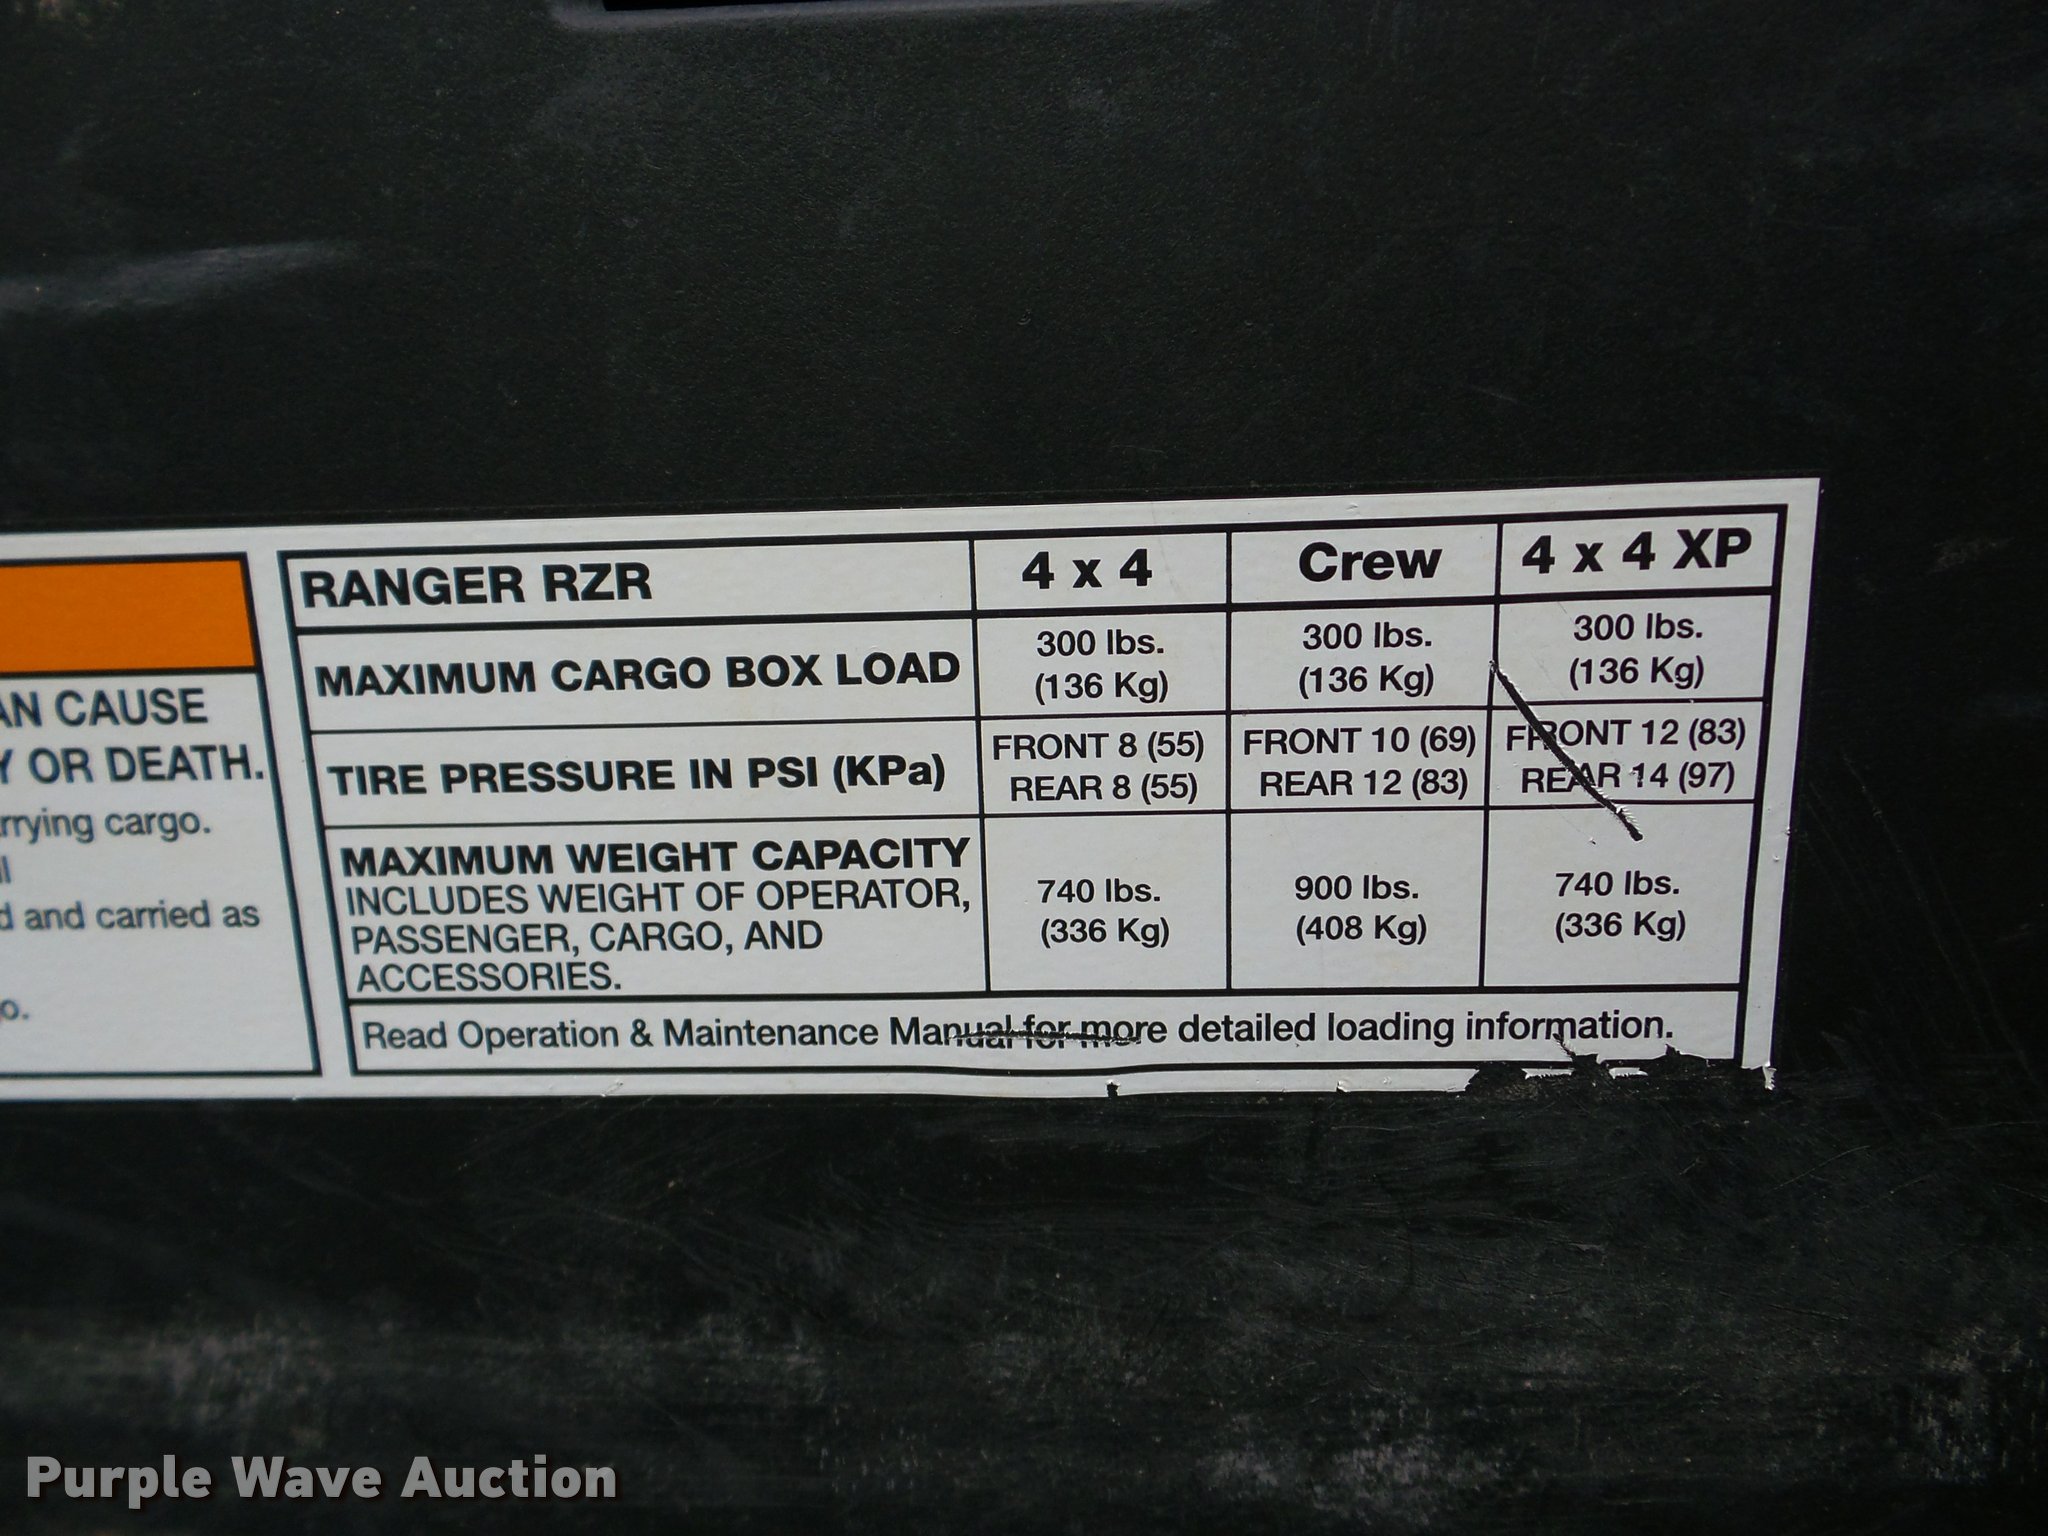 AN CAUSE
Y OR DEATH.
rrying cargo.
d and carried as
o.
RANGER RZR 4 x 4 Crew 4 x 4 XP
MAXIMUM CARGO BOX LOAD
300 lbs.
(136 Kg)
300 lbs.
(136 Kg)
300 lbs.
(136 Kg)
TIRE PRESSURE IN PSI (KPa)
FRONT 8 (55)
REAR 8 (55)
FRONT 10 (69)
REAR 12 (83)
FRONT 12 (83)
REAR 14 (97)
MAXIMUM WEIGHT CAPACITY
INCLUDES WEIGHT OF OPERATOR,
PASSENGER, CARGO, AND
ACCESSORIES.
740 lbs.
(336 Kg)
900 lbs.
(408 Kg)
740 lbs.
(336 Kg)
Read Operation & Maintenance Manual for more detailed loading information.
Purple Wave Auction